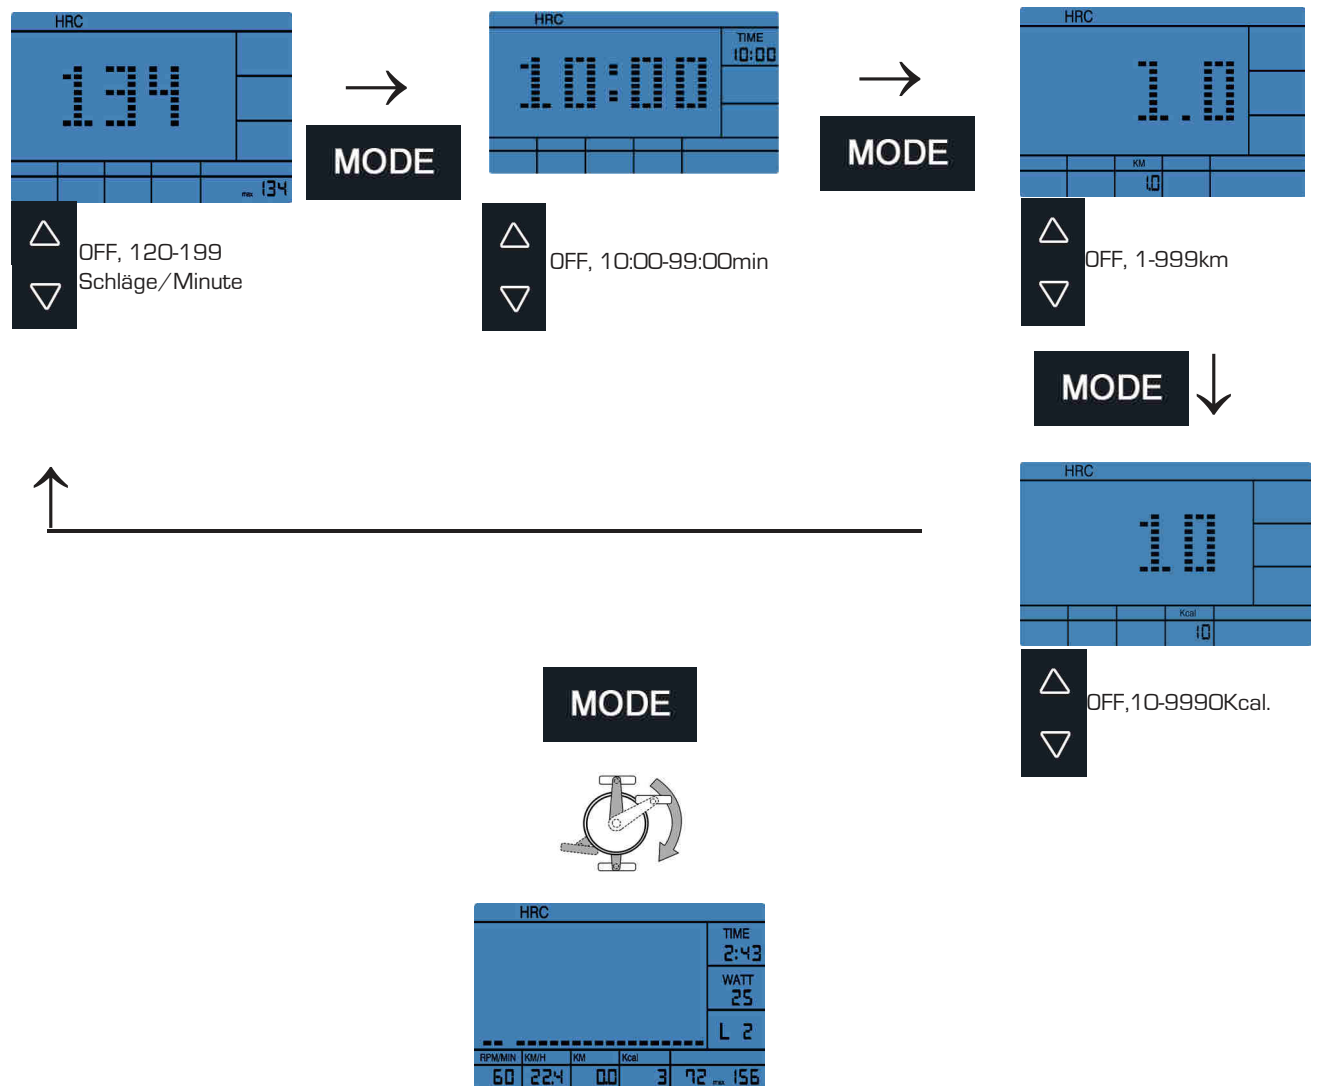 HRC
134
max 134
MODE
OFF, 120-199
Schläge/Minute
HRC
TIME
10:00
10:00
MODE
OFF, 10:00-99:00min
HRC
1.0
KM
1.0
OFF, 1-999km
MODE
HRC
10
Kcal
10
OFF,10-9990Kcal.
MODE
HRC
TIME
2:43
WATT
25
L 2
RPM/MIN KM/H KM Kcal
60 22.4 0.0 3 72 max 156